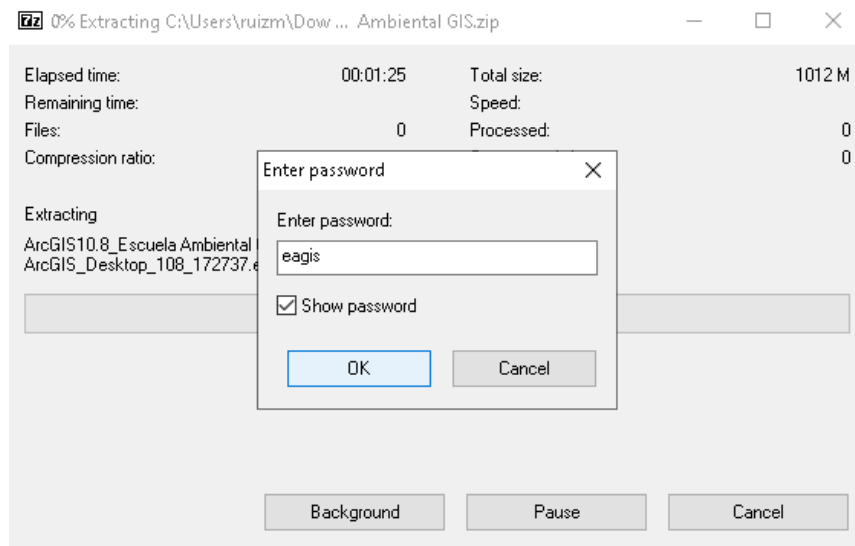 7z 0% Extracting C:\Users\ruizm\Dow ... Ambiental GIS.zip
Elapsed time: 00:01:25 Total size: 1012 M
Remaining time: Speed:
Files: 0 Processed: 0
Compression ratio: 0
Enter password
Extracting
Enter password:
ArcGIS10.8_Escuela Ambiental
ArcGIS_Desktop_108_172737.e
eagis
Show password
OK Cancel
Background Pause Cancel